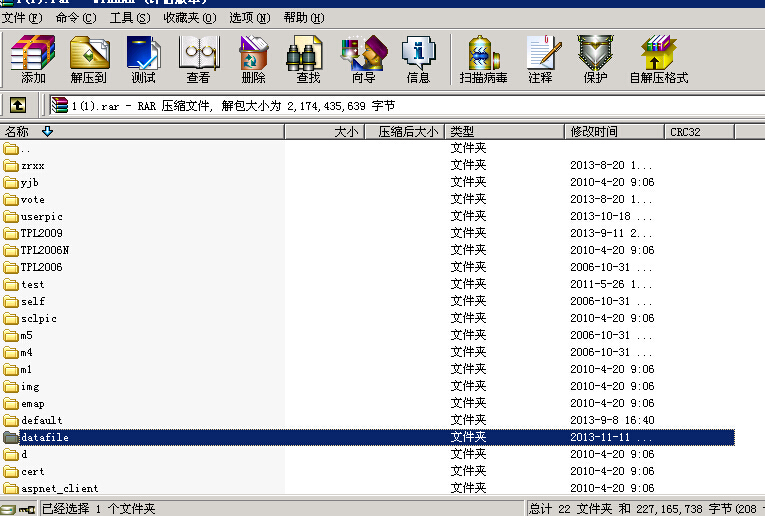 1(1).rar - WinRAR
文件(F) 命令(C) 工具(S) 收藏夹(O) 选项(N) 帮助(H)
添加 解压到 测试 查看 删除 查找 向导 信息 扫描病毒 注释 保护 自解压格式
1(1).rar - RAR 压缩文件, 解包大小为 2,174,435,639 字节
名称 大小 压缩后大小 类型 修改时间 CRC32
.. 文件夹
zrxx 文件夹 2013-8-20 1...
yjb 文件夹 2010-4-20 9:06
vote 文件夹 2013-8-20 1...
userpic 文件夹 2013-10-18 ...
TPL2009 文件夹 2013-9-11 2...
TPL2006N 文件夹 2010-4-20 9:06
TPL2006 文件夹 2006-10-31 ...
test 文件夹 2011-5-26 1...
self 文件夹 2006-10-31 ...
sclpic 文件夹 2010-4-20 9:06
m5 文件夹 2006-10-31 ...
m4 文件夹 2006-10-31 ...
m1 文件夹 2010-4-20 9:06
img 文件夹 2010-4-20 9:06
emap 文件夹 2010-4-20 9:06
default 文件夹 2013-9-8 16:40
datafile 文件夹 2013-11-11 ...
d 文件夹 2010-4-20 9:06
cert 文件夹 2010-4-20 9:06
aspnet_client 文件夹 2010-4-20 9:06
已经选择 1 个文件夹 总计 22 文件夹 和 227,165,738 字节(208